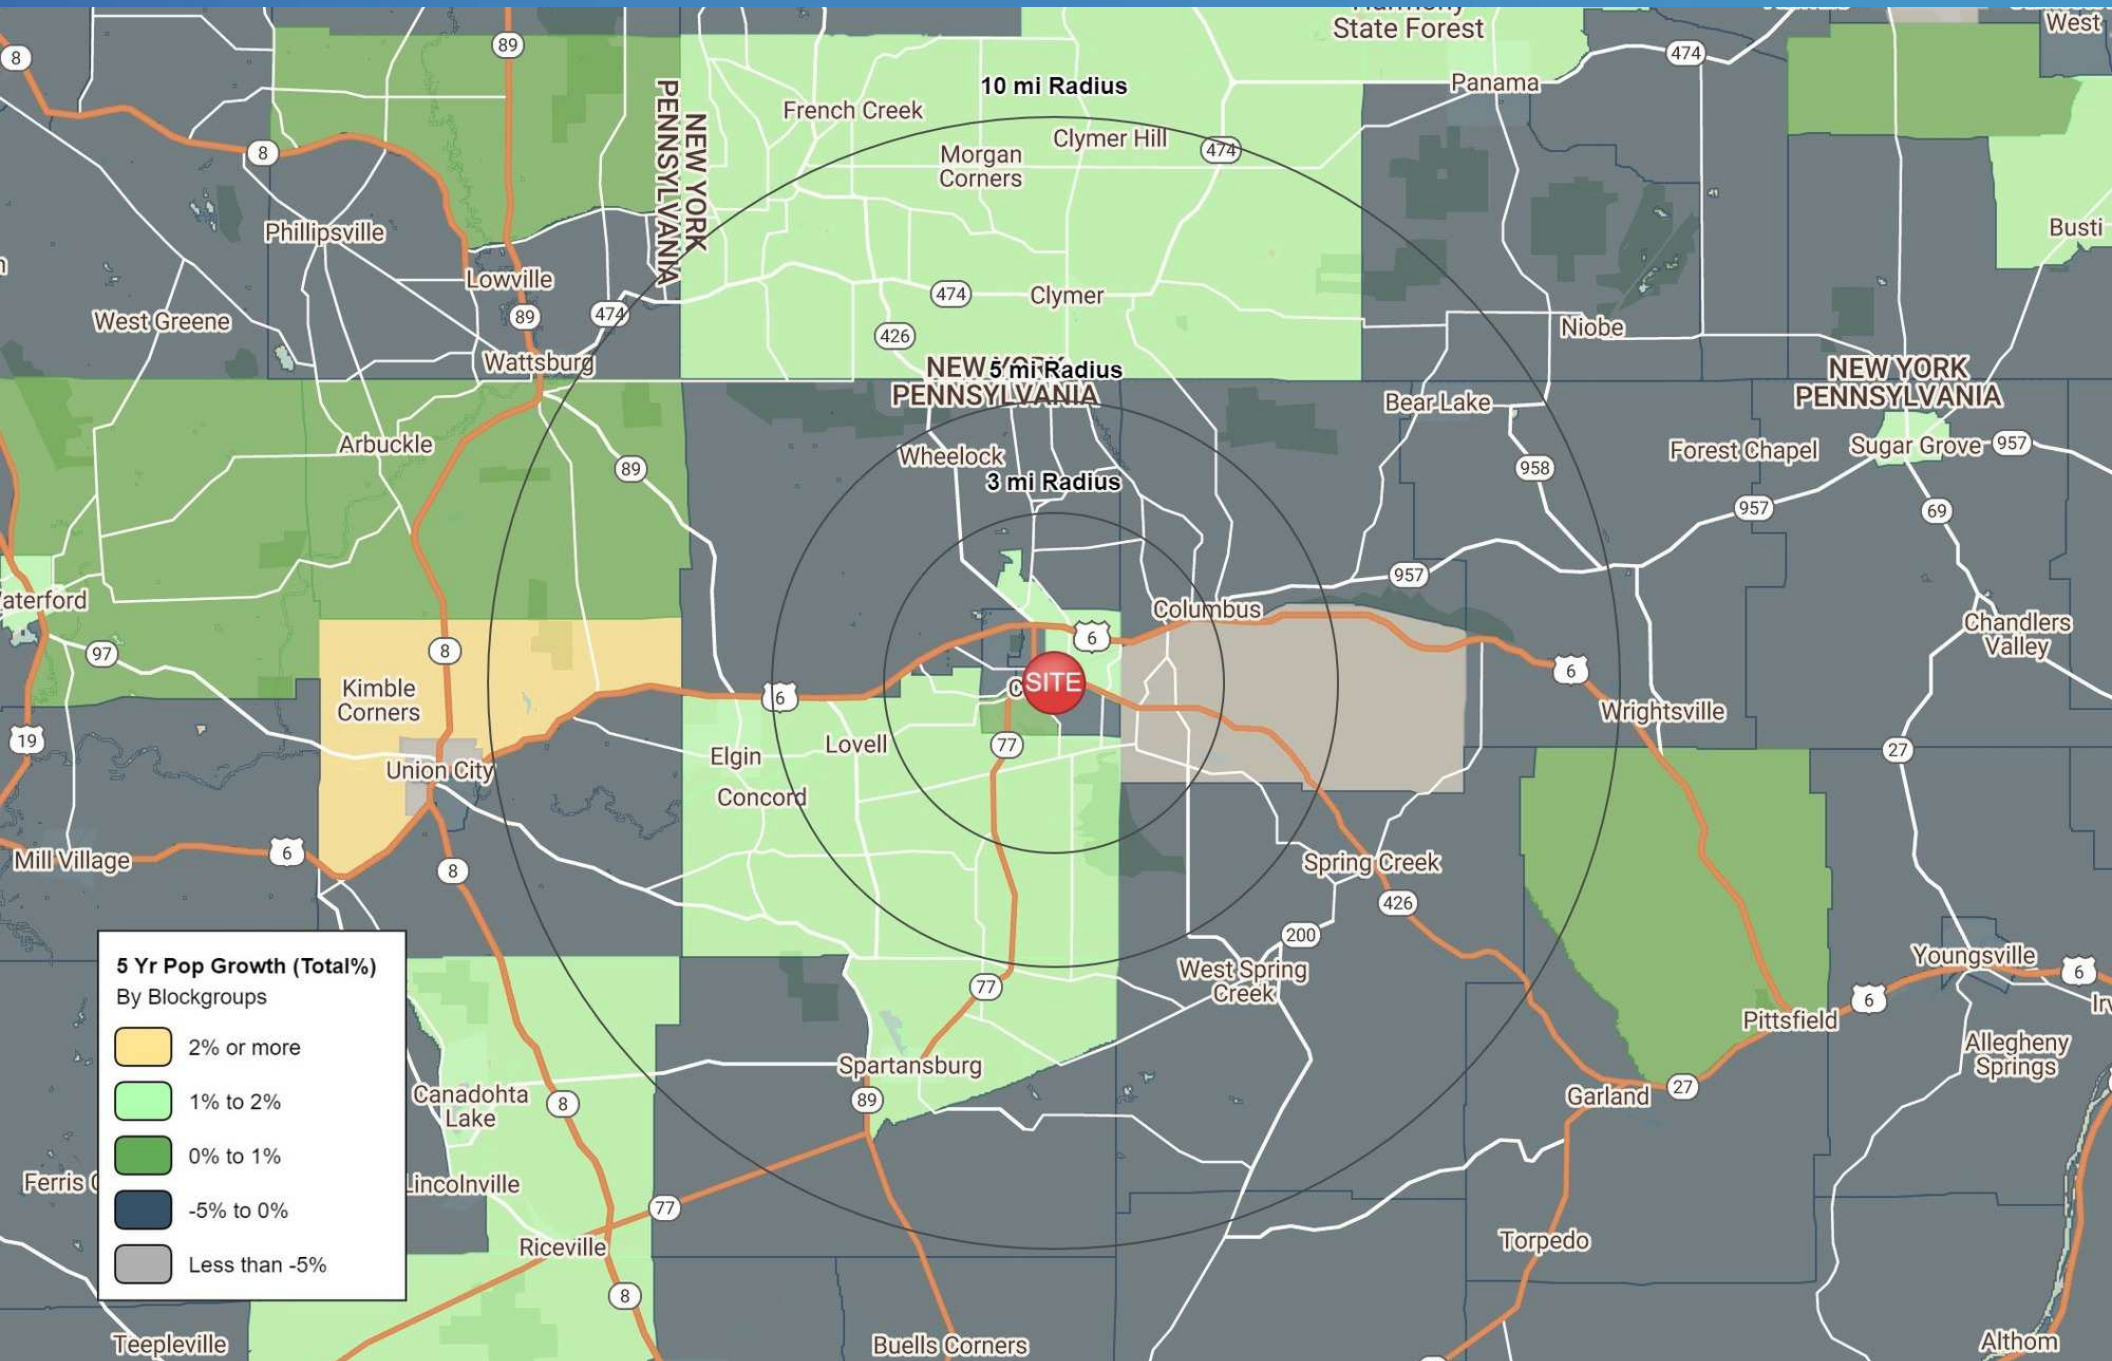 State Forest
West
8
89
474
Panama
10 mi Radius
French Creek
Clymer Hill
474
Morgan
Corners
8
NEW YORK
PENNSYLVANIA
Phillipsville
Busti
Lowville
West Greene
89
474
474
Clymer
426
Niobe
Wattsburg
NEW YORK
5 mi Radius
PENNSYLVANIA
NEW YORK
PENNSYLVANIA
Bear Lake
Arbuckle
Wheelock
Forest Chapel
Sugar Grove
957
89
958
3 mi Radius
957
69
957
aterford
Columbus
Chandlers
Valley
6
97
8
6
Kimble
Corners
C
SITE
6
Wrightsville
19
77
27
Elgin
Lovell
Union City
Concord
Mill Village
6
8
Spring Creek
426
200
Youngsville
West Spring
Creek
77
6
6
Irv
Pittsfield
Allegheny
Springs
Spartansburg
Canadohta
Lake
8
89
27
Garland
Ferris C
Lincolnville
77
Riceville
Torpedo
8
Teepleville
Buells Corners
Althom
5 Yr Pop Growth (Total%)
By Blockgroups
2% or more
1% to 2%
0% to 1%
-5% to 0%
Less than -5%